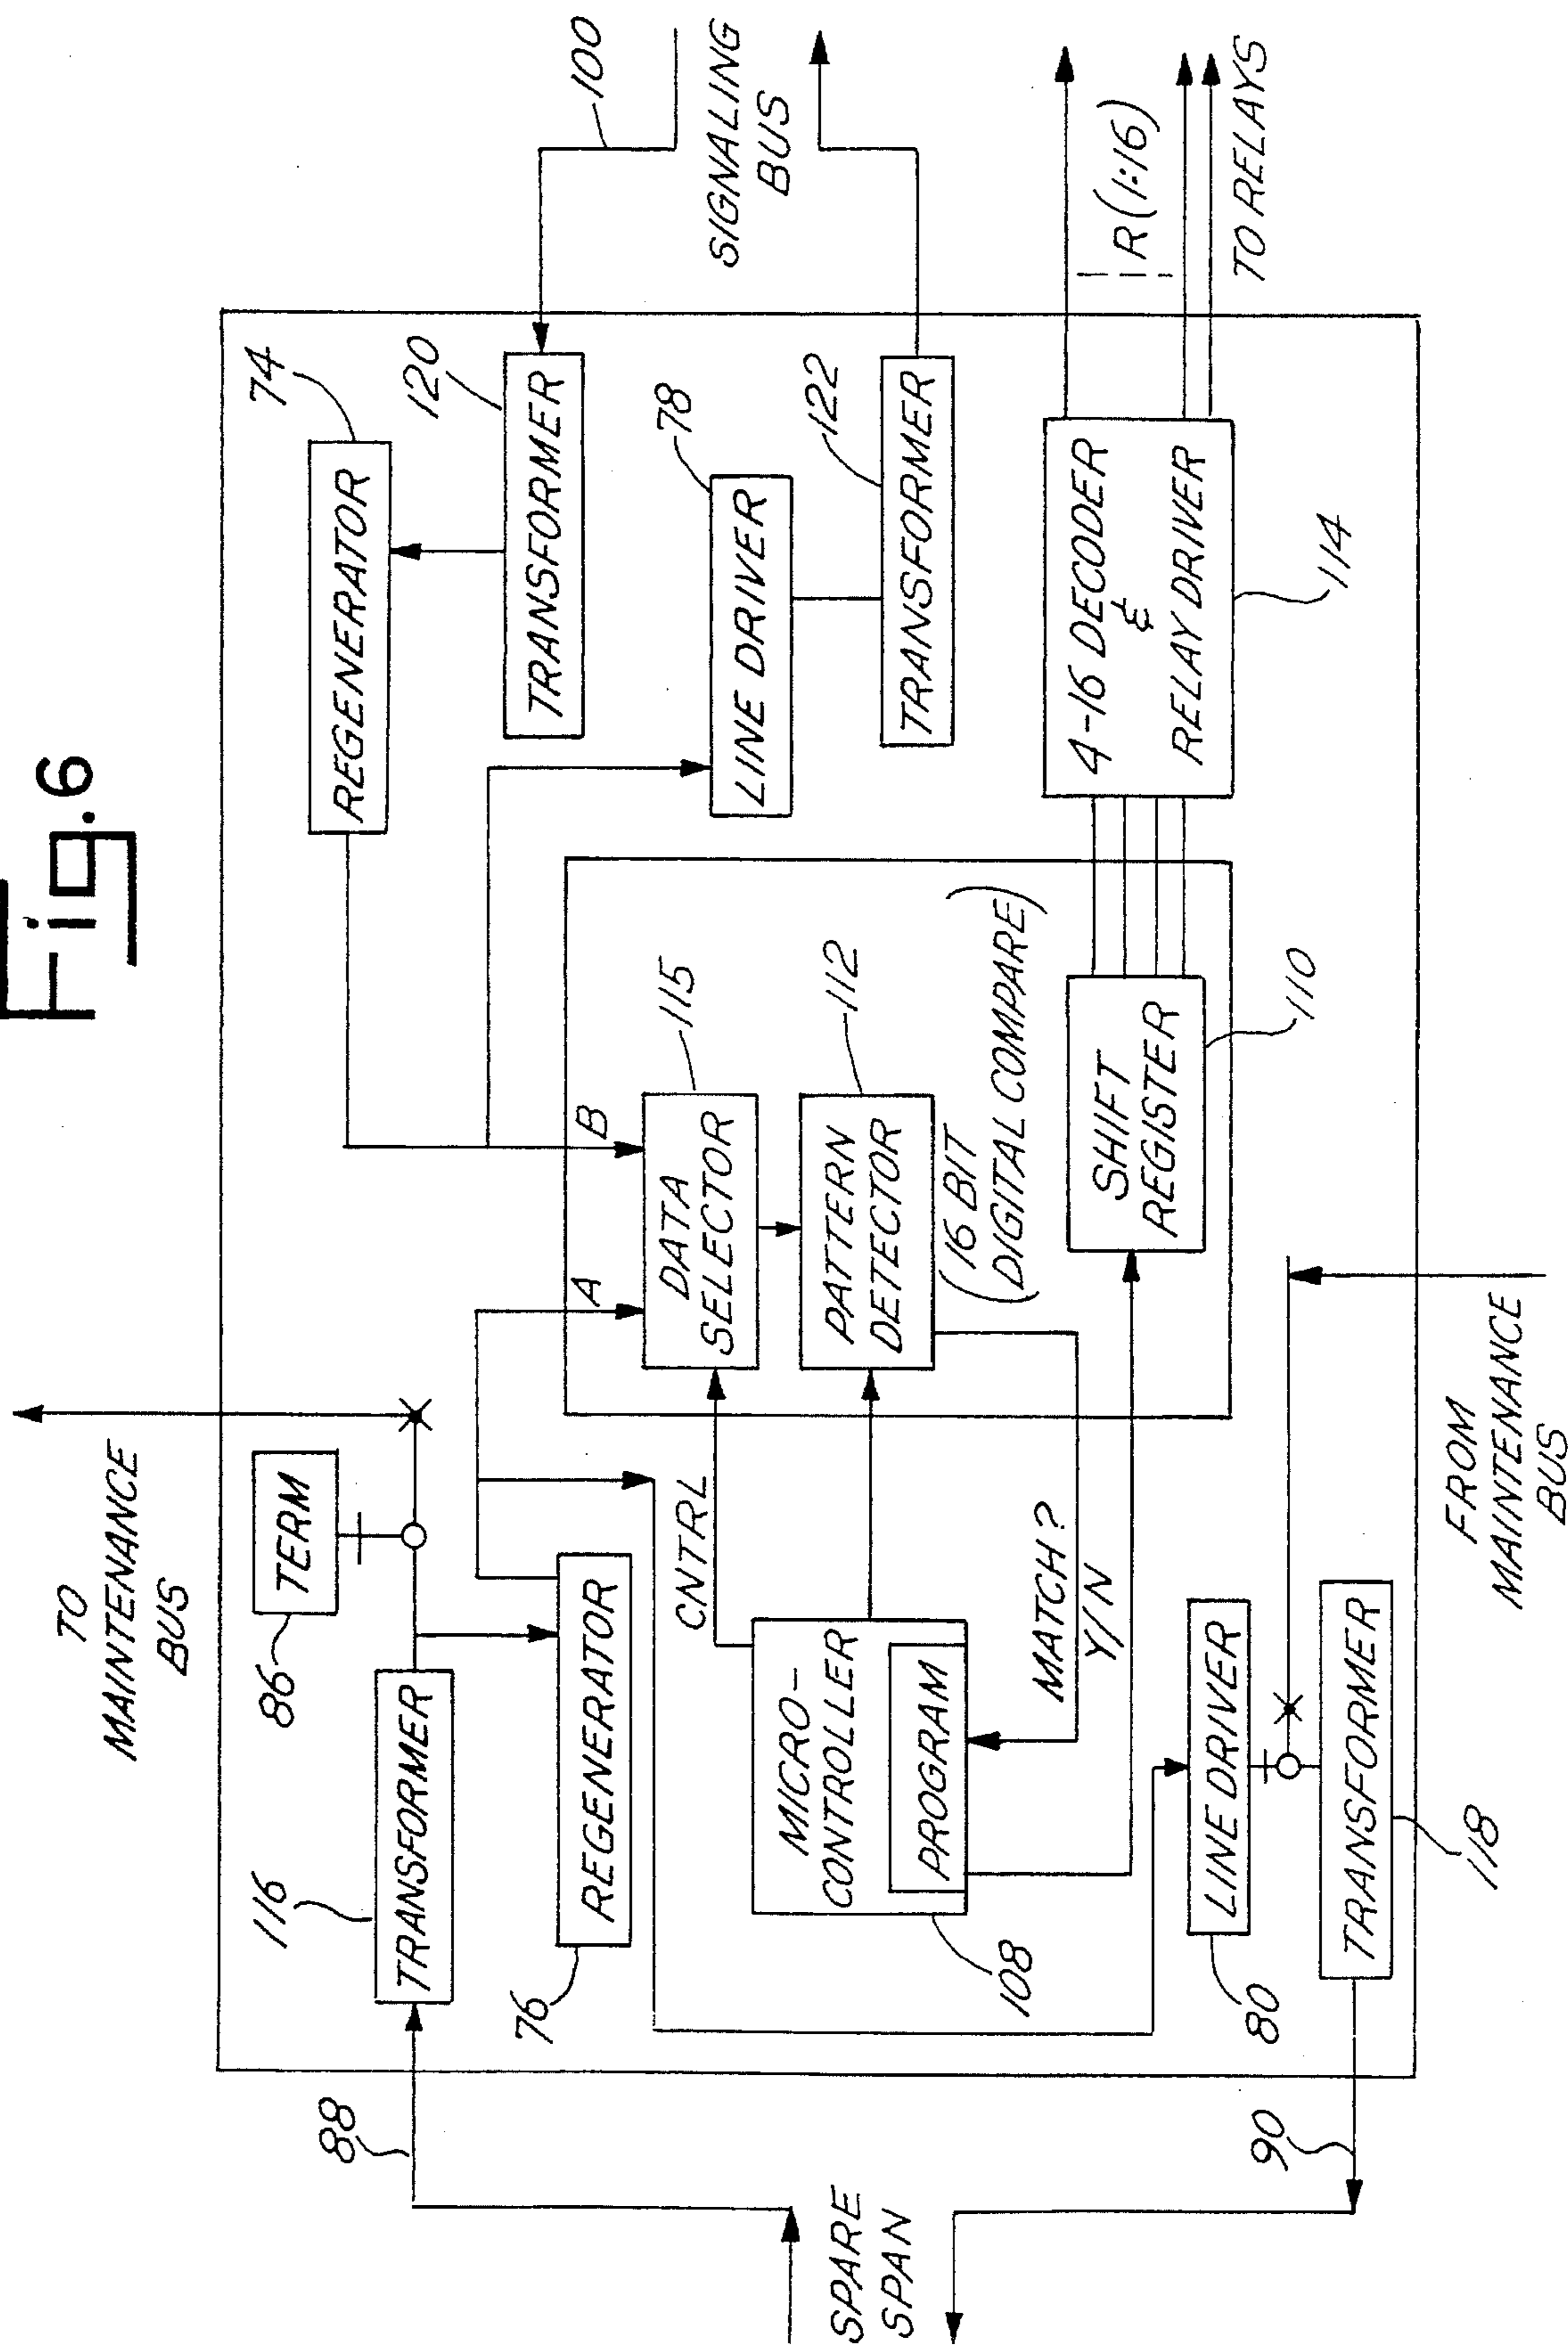 Fig.6
TO
MAINTENANCE
BUS
86
TERM
116
TRANSFORMER
88
76
REGENERATOR
74
REGENERATOR
120
TRANSFORMER
100
SIGNALING
BUS
78
LINE DRIVER
122
TRANSFORMER
A
B
115
DATA
SELECTOR
CNTRL
112
PATTERN
DETECTOR
(16 BIT
DIGITAL COMPARE)
MICRO-
CONTROLLER
PROGRAM
108
MATCH?
Y/N
SHIFT
REGISTER
110
4-16 DECODER
&
RELAY DRIVER
114
R(1:16)
TO RELAYS
SPARE
SPAN
LINE DRIVER
80
TRANSFORMER
118
90
FROM
MAINTENANCE
BUS